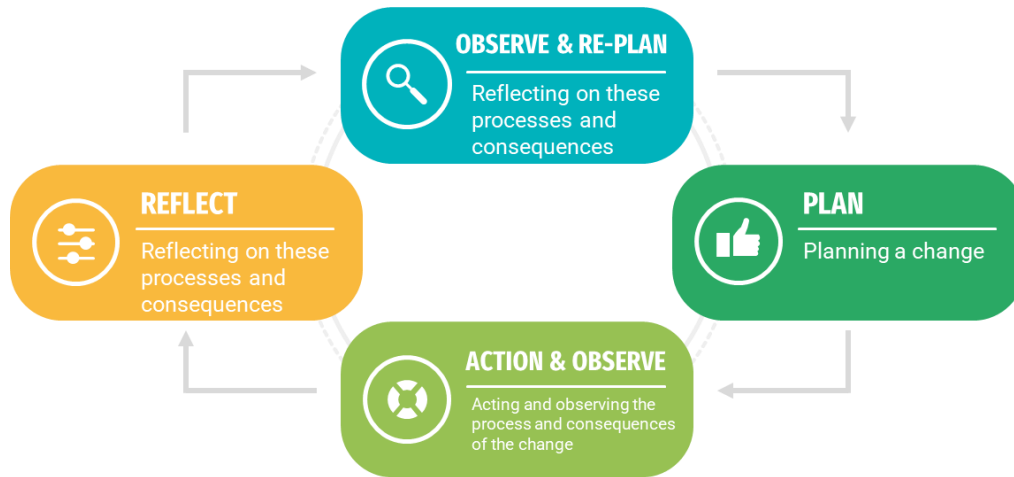 OBSERVE & RE-PLAN
Reflecting on these
processes and
consequences
PLAN
Planning a change
ACTION & OBSERVE
Acting and observing the
process and consequences
of the change
REFLECT
Reflecting on these
processes and
consequences